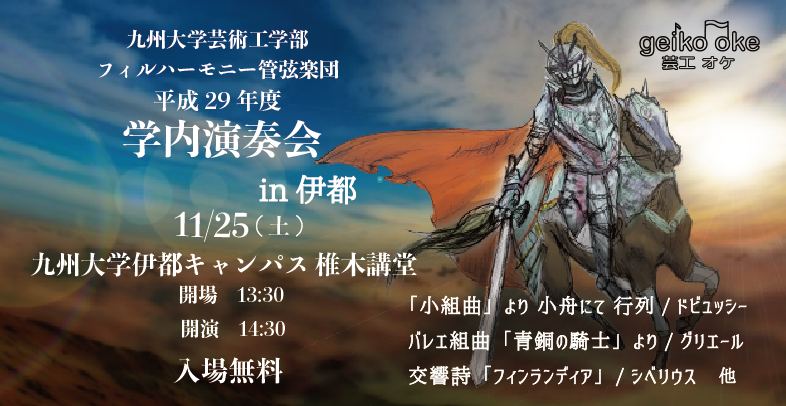 九州大学芸術工学部
フィルハーモニー管弦楽団
平成29年度
学内演奏会
in 伊都
11/25(土)
九州大学伊都キャンパス 椎木講堂
開場 13:30
開演 14:30
入場無料
geiko oke
芸工 オケ
「小組曲」より 小舟にて 行列 / ドビュッシー
バレエ組曲「青銅の騎士」より / グリエール
交響詩「フィンランディア」/ シベリウス 他